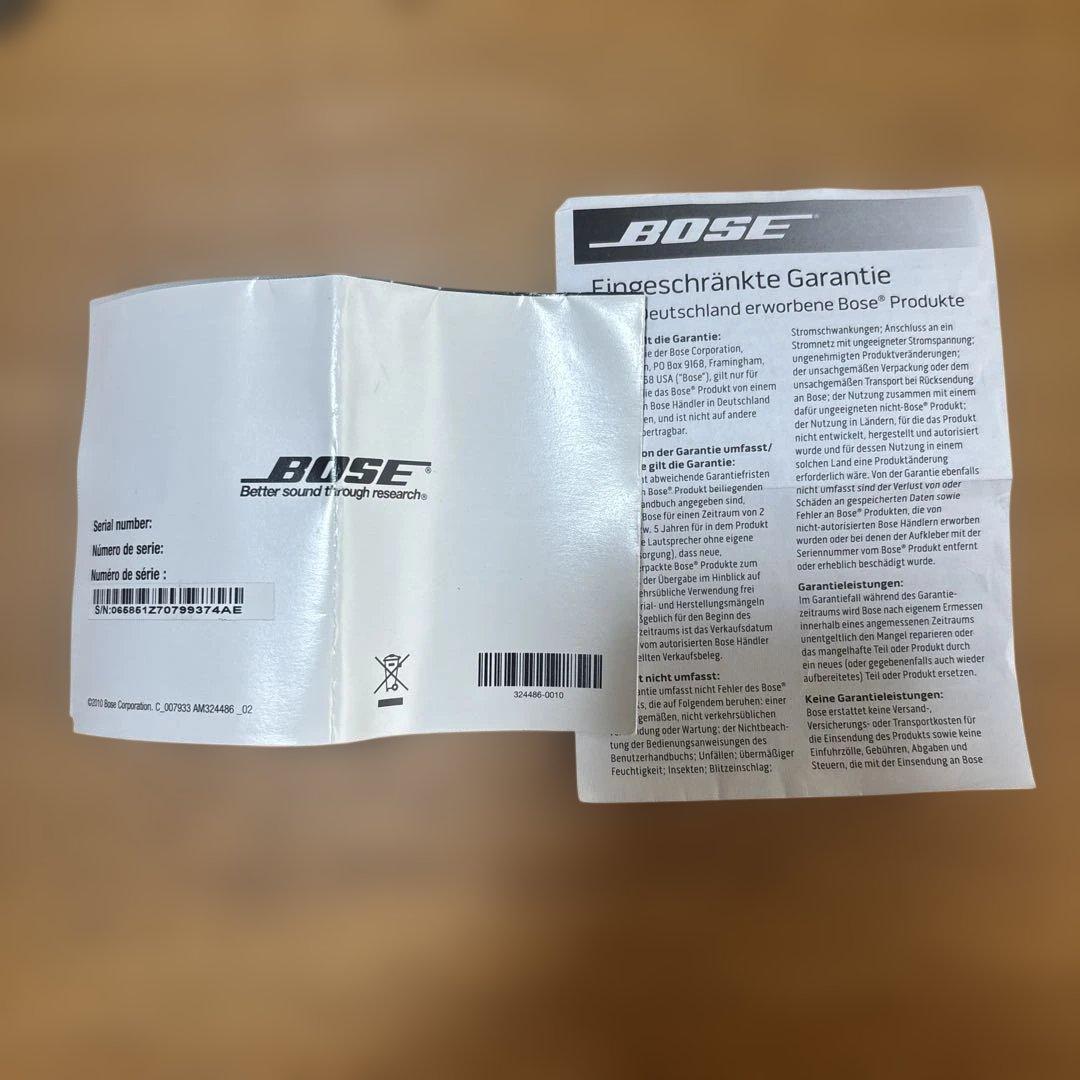 BOSE®
Better sound through research®
Serial number:
Número de serie:
Numéro de série :
S/N:065851Z70799374AE
©2010 Bose Corporation. C_007933 AM324486 _02
324486-0010
BOSE®
Eingeschränkte Garantie
Deutschland erworbene Bose® Produkte
die Garantie:
der Bose Corporation,
PO Box 9168, Framingham,
USA ("Bose"), gilt nur für
das Bose® Produkt von einem
Bose Händler in Deutschland
und ist nicht auf andere
von der Garantie umfasst/
gilt die Garantie:
abweichende Garantiefristen
Bose® Produkt beiliegenden
angegeben sind,
Bose für einen Zeitraum von 2
5 Jahren für in dem Produkt
Lautsprecher ohne eigene
dass neue,
Bose® Produkte zum
der Übergabe im Hinblick auf
Verwendung frei
und Herstellungsmängeln
für den Beginn des
ist das Verkaufsdatum
vom autorisierten Bose Händler
Verkaufsbeleg.
nicht umfasst:
umfasst nicht Fehler des Bose®
die auf Folgendem beruhen: einer
nicht verkehrsüblichen
oder Wartung; der Nichtbeach-
tung der Bedienungsanweisungen des
Benutzerhandbuchs; Unfällen; übermäßiger
Feuchtigkeit; Insekten; Blitzeinschlag;
Stromschwankungen; Anschluss an ein
Stromnetz mit ungeeigneter Stromspannung;
ungenehmigten Produktveränderungen;
der unsachgemäßen Verpackung oder dem
unsachgemäßen Transport bei Rücksendung
an Bose; der Nutzung zusammen mit einem
dafür ungeeigneten nicht-Bose® Produkt;
der Nutzung in Ländern, für die das Produkt
nicht entwickelt, hergestellt und autorisiert
wurde und für dessen Nutzung in einem
solchen Land eine Produktänderung
erforderlich wäre. Von der Garantie ebenfalls
nicht umfasst sind der Verlust von oder
Schäden an gespeicherten Daten sowie
Fehler an Bose® Produkten, die von
nicht-autorisierten Bose Händlern erworben
wurden oder bei denen der Aufkleber mit der
Seriennummer vom Bose® Produkt entfernt
oder erheblich beschädigt wurde.
Garantieleistungen:
Im Garantiefall während des Garantie-
zeitraums wird Bose nach eigenem Ermessen
innerhalb eines angemessenen Zeitraums
unentgeltlich den Mangel reparieren oder
das mangelhafte Teil oder Produkt durch
ein neues (oder gegebenenfalls auch wieder
aufbereitetes) Teil oder Produkt ersetzen.
Keine Garantieleistungen:
Bose erstattet keine Versand-,
Versicherungs- oder Transportkosten für
die Einsendung des Produkts sowie keine
Einfuhrzölle, Gebühren, Abgaben und
Steuern, die mit der Einsendung an Bose